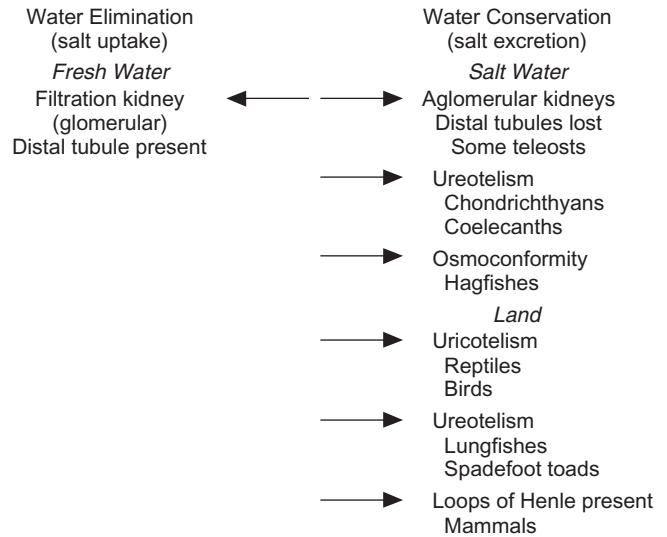 Water Elimination
(salt uptake)
Fresh Water
Filtration kidney
(glomerular)
Distal tubule present
Water Conservation
(salt excretion)
Salt Water
Aglomerular kidneys
Distal tubules lost
Some teleosts
Ureotelism
Chondrichthyans
Coelecanths
Osmoconformity
Hagfishes
Land
Uricotelism
Reptiles
Birds
Ureotelism
Lungfishes
Spadefoot toads
Loops of Henle present
Mammals